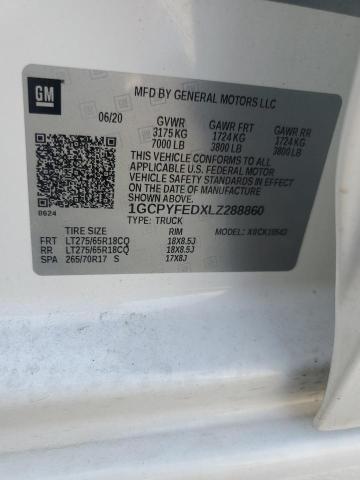 GM
MFD BY GENERAL MOTORS LLC
06/20
GVWR GAWR FRT GAWR RR
3175 KG 1724 KG 1724 KG
7000 LB 3800 LB 3800 LB
THIS VEHICLE CONFORMS TO ALL
APPLICABLE U.S. FEDERAL MOTOR
VEHICLE SAFETY STANDARDS
IN EFFECT ON THE DATE OF MANUFACTURE
SHOWN ABOVE.
1GCPYFEDXLZ288860
TYPE: TRUCK MODEL:
0624
TIRE SIZE RIM
FRT LT275/65R18CQ 18X8.5J
RR LT275/65R18CQ 18X8.5J
SPA 265/70R17 S 17X8J